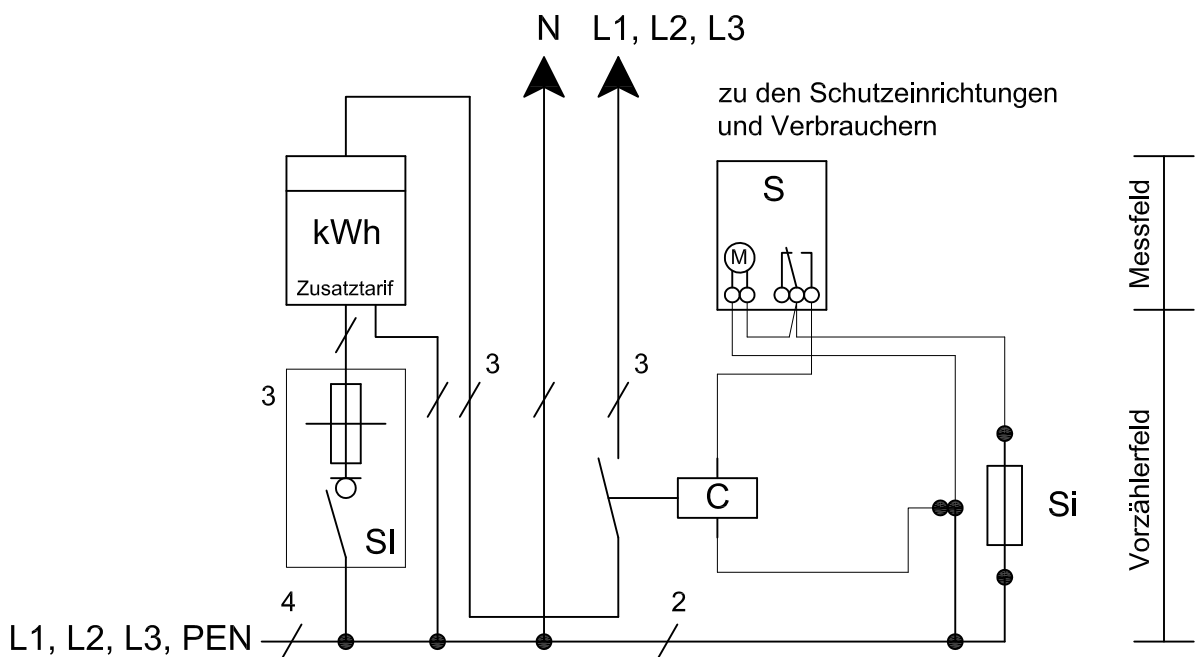 N L1, L2, L3
zu den Schutzeinrichtungen
und Verbrauchern
S
M
kWh
Zusatztarif
3
3
3
C
SI
Si
4
2
L1, L2, L3, PEN
Messfeld
Vorzählerfeld